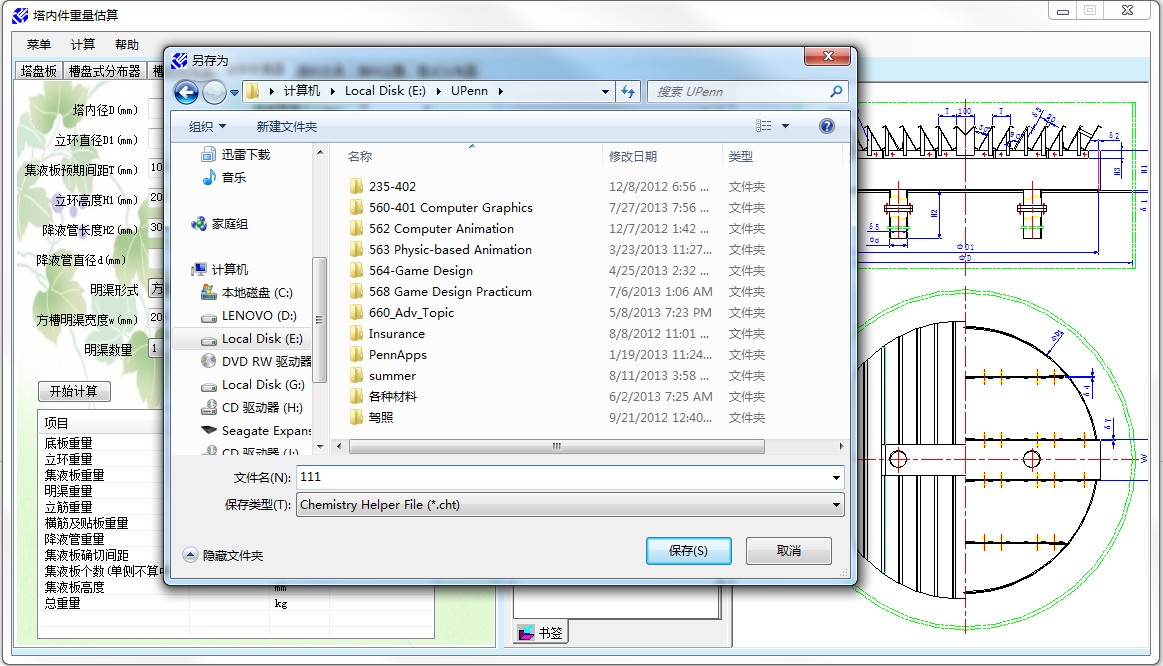 塔内件重量估算
菜单 计算 帮助
塔盘板 槽盘式分布器 槽
塔内径D(mm)
立环直径D1(mm)
集液板预期间距T(mm) 10
立环高度H1(mm) 20
降液管长度H2(mm) 30
降液管直径d(mm)
明渠形式 方
方槽明渠宽度w(mm) 20
明渠数量 1
开始计算
项目
底板重量
立环重量
集液板重量
明渠重量
立筋重量
横筋及贴板重量
降液管重量
集液板确切间距
集液板个数(单侧不算中
集液板高度 mm
总重量 kg
另存为
计算机 Local Disk (E:) UPenn
搜索 UPenn
组织 新建文件夹
迅雷下载
音乐
家庭组
计算机
本地磁盘 (C:)
LENOVO (D:)
Local Disk (E:)
DVD RW 驱动器
Local Disk (G:)
CD 驱动器 (H:)
Seagate Expans
CD 驱动器 (I:)
名称 修改日期 类型
235-402 12/8/2012 6:56 ... 文件夹
560-401 Computer Graphics 7/27/2013 7:56 ... 文件夹
562 Computer Animation 12/7/2012 1:42 ... 文件夹
563 Physic-based Animation 3/23/2013 11:27... 文件夹
564-Game Design 4/25/2013 2:32 ... 文件夹
568 Game Design Practicum 7/6/2013 1:06 AM 文件夹
660_Adv_Topic 5/8/2013 7:23 PM 文件夹
Insurance 8/8/2012 11:01 ... 文件夹
PennApps 1/19/2013 11:24... 文件夹
summer 8/11/2013 3:58 ... 文件夹
各种材料 6/2/2013 7:25 AM 文件夹
驾照 9/21/2012 12:40... 文件夹
文件名(N): 111
保存类型(T): Chemistry Helper File (*.cht)
隐藏文件夹
保存(S) 取消
书签
T 100 T
δ2
H3
H1
δ1
H2
δ5
Φd
ΦD1
ΦD
W